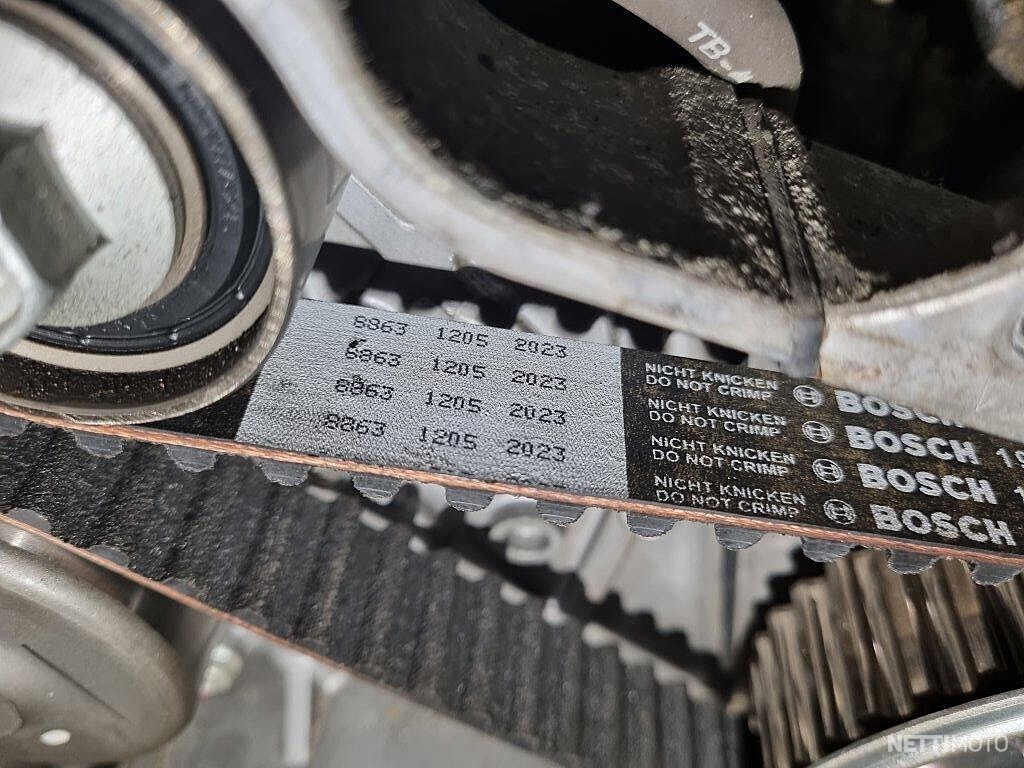 TB-
8863 1205 2023
8863 1205 2023
8863 1205 2023
8863 1205 2023
NICHT KNICKEN
DO NOT CRIMP
BOSCH
NICHT KNICKEN
DO NOT CRIMP
BOSCH
NICHT KNICKEN
DO NOT CRIMP
BOSCH
NICHT KNICKEN
DO NOT CRIMP
BOSCH
NETTIMOTO